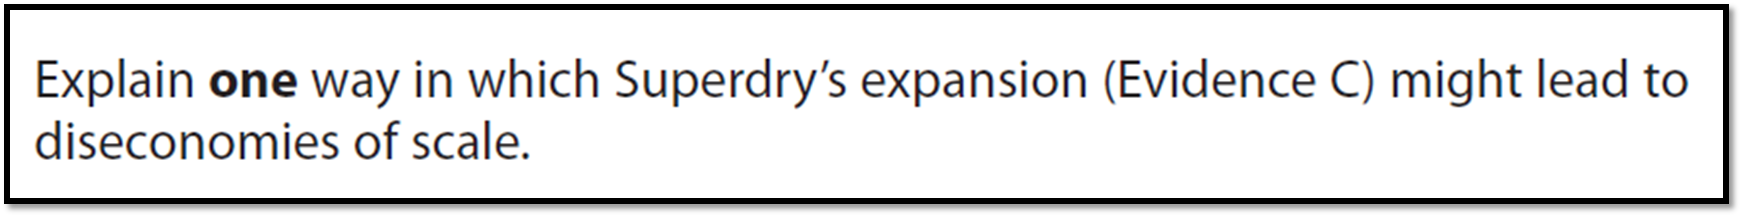 Explain one way in which Superdry’s expansion (Evidence C) might lead to
diseconomies of scale.